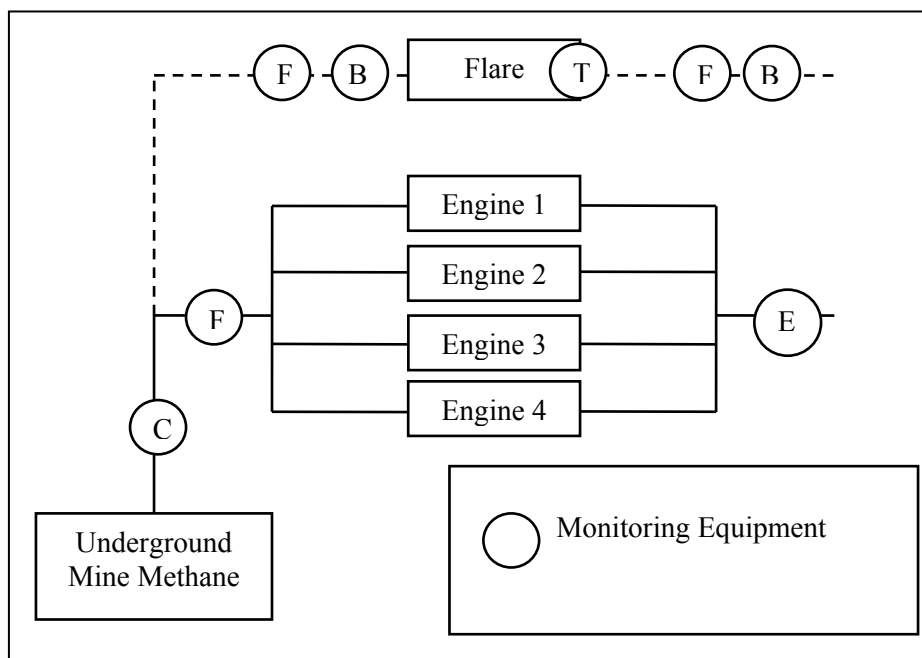 F B Flare T F B
Engine 1
Engine 2
F E
Engine 3
Engine 4
C
Underground
Mine Methane
Monitoring Equipment